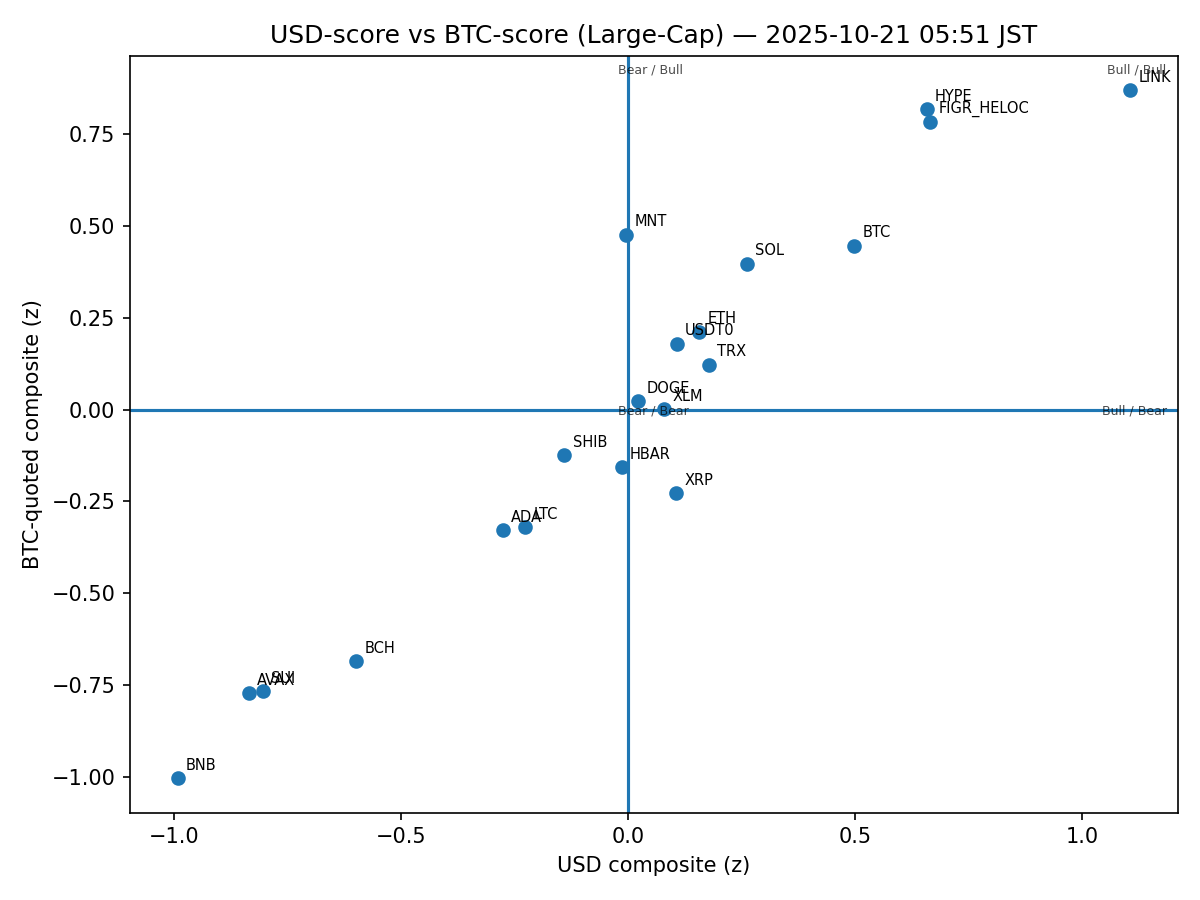 USD-score vs BTC-score (Large-Cap) — 2025-10-21 05:51 JST
Bear / Bull
Bull / Bull
LINK
HYPE
FIGR_HELOC
0.75
MNT
0.50
BTC
SOL
0.25
ETH
USDT0
TRX
DOGE
XLM
0.00
Bear / Bear
Bull / Bear
SHIB
HBAR
XRP
−0.25
ADA
LTC
−0.50
BCH
SUI
AVAX
−0.75
BNB
−1.00
BTC-quoted composite (z)
−1.0
−0.5
0.0
0.5
1.0
USD composite (z)